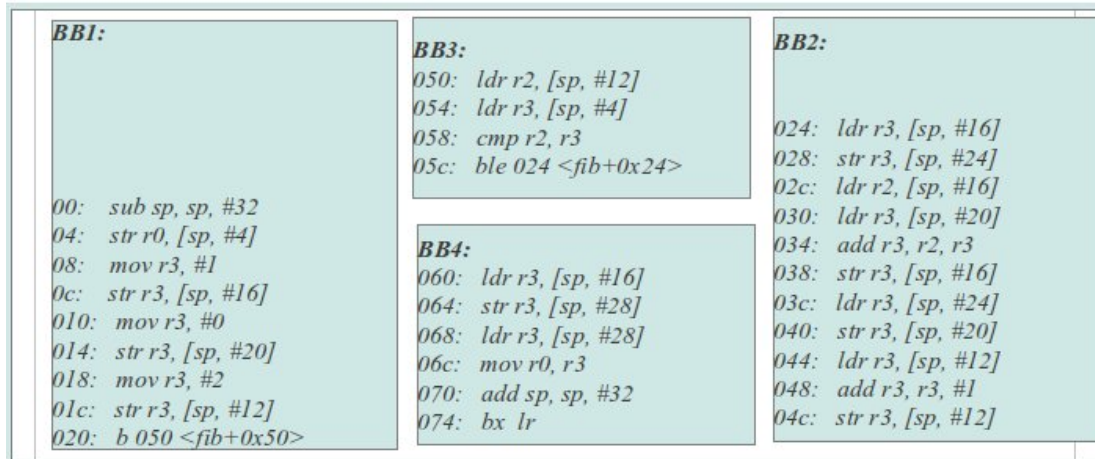 BB1:
00: sub sp, sp, #32
04: str r0, [sp, #4]
08: mov r3, #1
0c: str r3, [sp, #16]
010: mov r3, #0
014: str r3, [sp, #20]
018: mov r3, #2
01c: str r3, [sp, #12]
020: b 050 <fib+0x50>
BB3:
050: ldr r2, [sp, #12]
054: ldr r3, [sp, #4]
058: cmp r2, r3
05c: ble 024 <fib+0x24>
BB4:
060: ldr r3, [sp, #16]
064: str r3, [sp, #28]
068: ldr r3, [sp, #28]
06c: mov r0, r3
070: add sp, sp, #32
074: bx lr
BB2:
024: ldr r3, [sp, #16]
028: str r3, [sp, #24]
02c: ldr r2, [sp, #16]
030: ldr r3, [sp, #20]
034: add r3, r2, r3
038: str r3, [sp, #16]
03c: ldr r3, [sp, #24]
040: str r3, [sp, #20]
044: ldr r3, [sp, #12]
048: add r3, r3, #1
04c: str r3, [sp, #12]